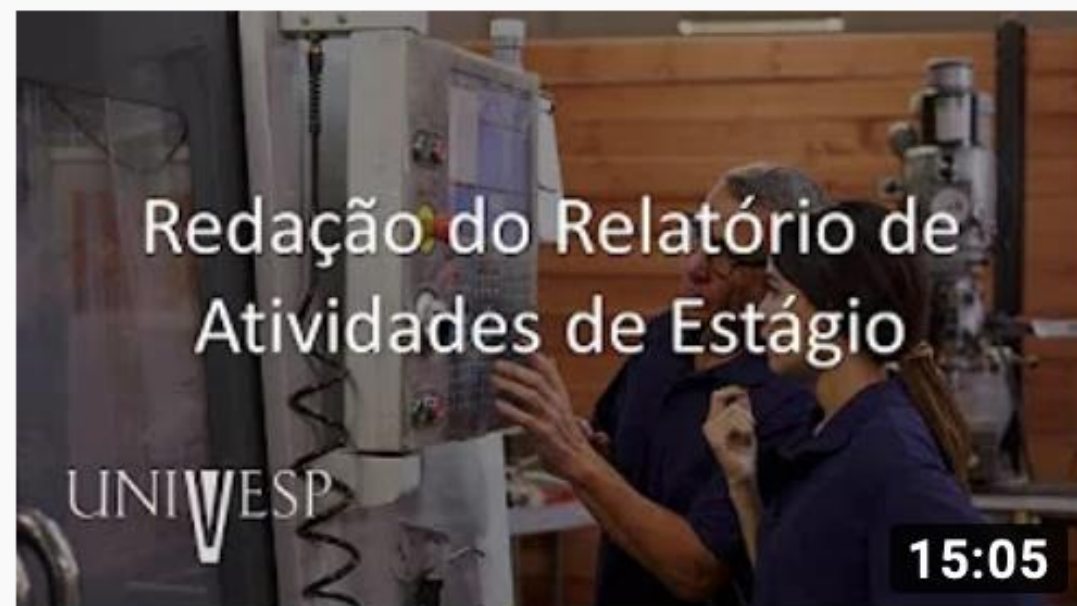 Redação do Relatório de
Atividades de Estágio
UNIVESP
15:05